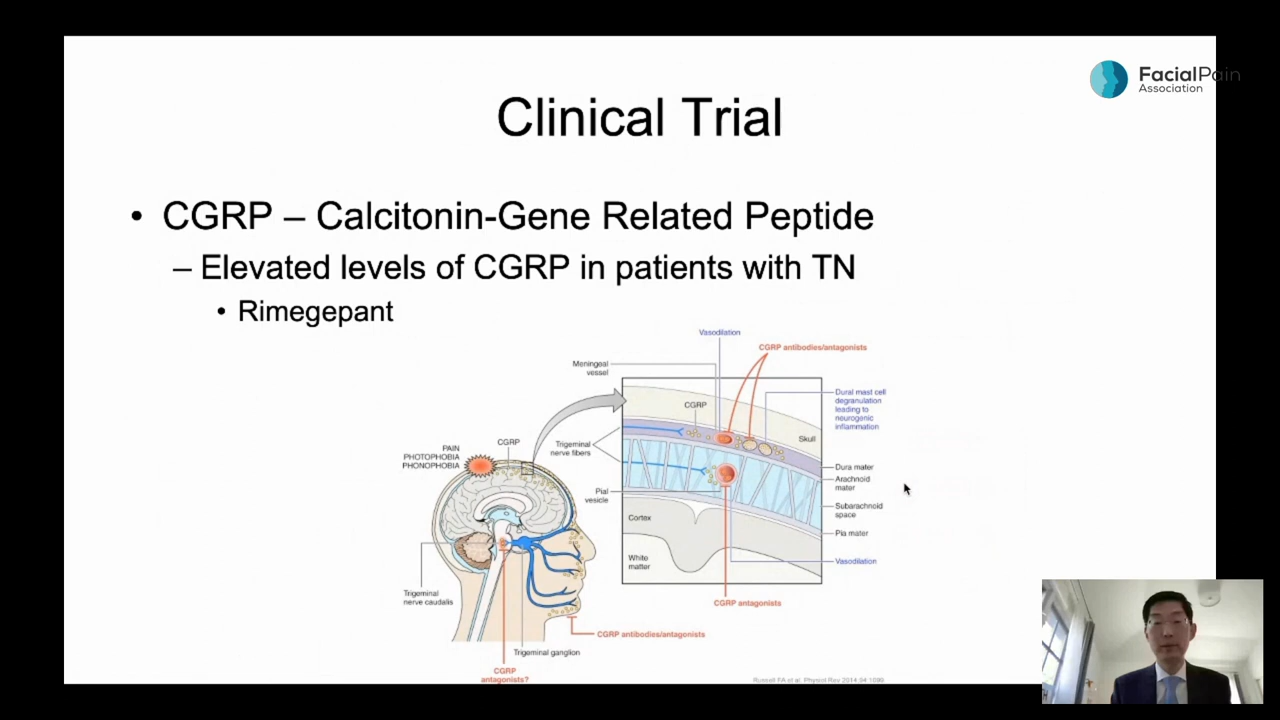 FacialPain
Association
Clinical Trial
• CGRP – Calcitonin-Gene Related Peptide
– Elevated levels of CGRP in patients with TN
• Rimegepant
Vasodilation
CGRP antibodies/antagonists
Meningeal
vessel
CGRP
Dural mast cell
degranulation
leading to
neurogenic
inflammation
Skull
Trigeminal
nerve fibers
PAIN
PHOTOPHOBIA
PHONOPHOBIA
CGRP
Dura mater
Arachnoid
mater
Pial
vesicle
Subarachnoid
space
Cortex
Pia mater
White
matter
Vasodilation
Trigeminal
nerve caudalis
CGRP antagonists
CGRP antibodies/antagonists
Trigeminal ganglion
CGRP
antagonists?